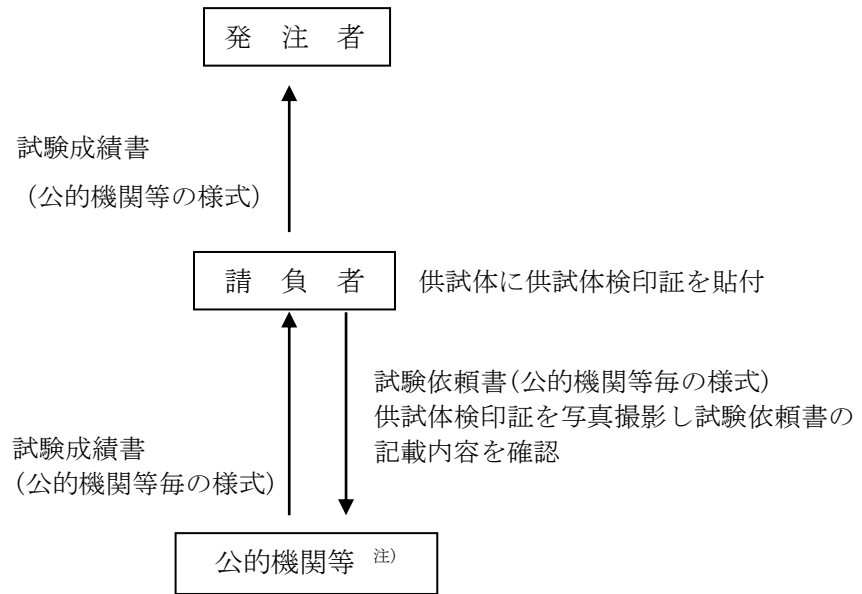 発 注 者
試験成績書
（公的機関等の様式）
請 負 者
供試体に供試体検印証を貼付
試験依頼書（公的機関等毎の様式）
供試体検印証を写真撮影し試験依頼書の
記載内容を確認
試験成績書
（公的機関等毎の様式）
公的機関等 注）